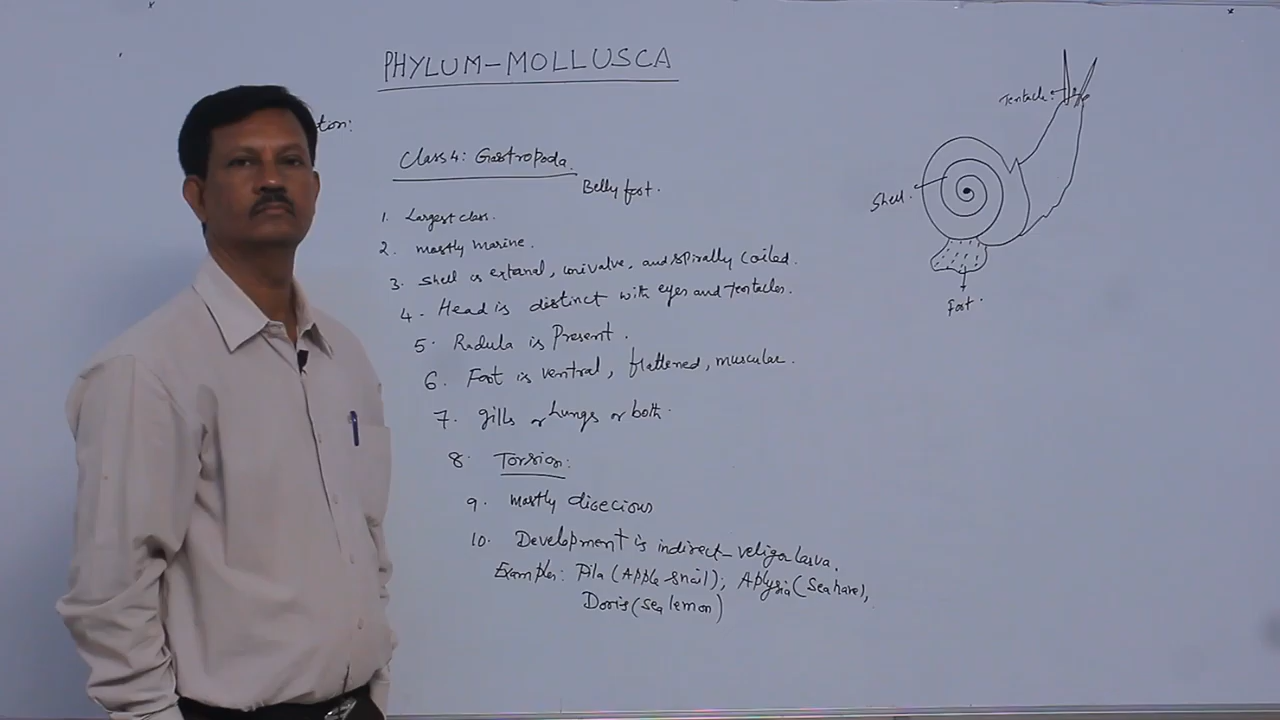 PHYLUM-MOLLUSCA
Class 4: Gastropoda.
Belly foot.
1. Largest class.
2. mostly marine.
3. Shell is external, univalve, and spirally coiled.
4. Head is distinct with eyes and tentacles.
5. Radula is Present.
6. Foot is ventral, flattened, muscular.
7. gills or lungs or both.
8. Torsion:
9. mostly dioecious
10. Development is indirect- veliger larva.
Examples: Pila (Apple snail); Aplysia (Sea hare),
Doris (Sea lemon)
Tentacle.
Shell.
foot.